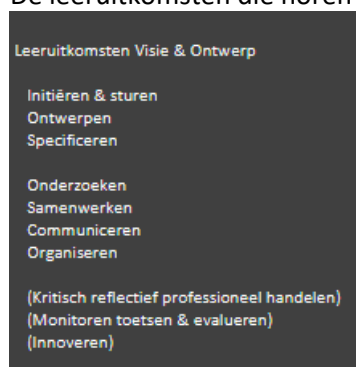 De leeruitkomsten die horen
Leeruitkomsten Visie & Ontwerp
Initiëren & sturen
Ontwerpen
Specificeren
Onderzoeken
Samenwerken
Communiceren
Organiseren
(Kritisch reflectief professioneel handelen)
(Monitoren toetsen & evalueren)
(Innoveren)